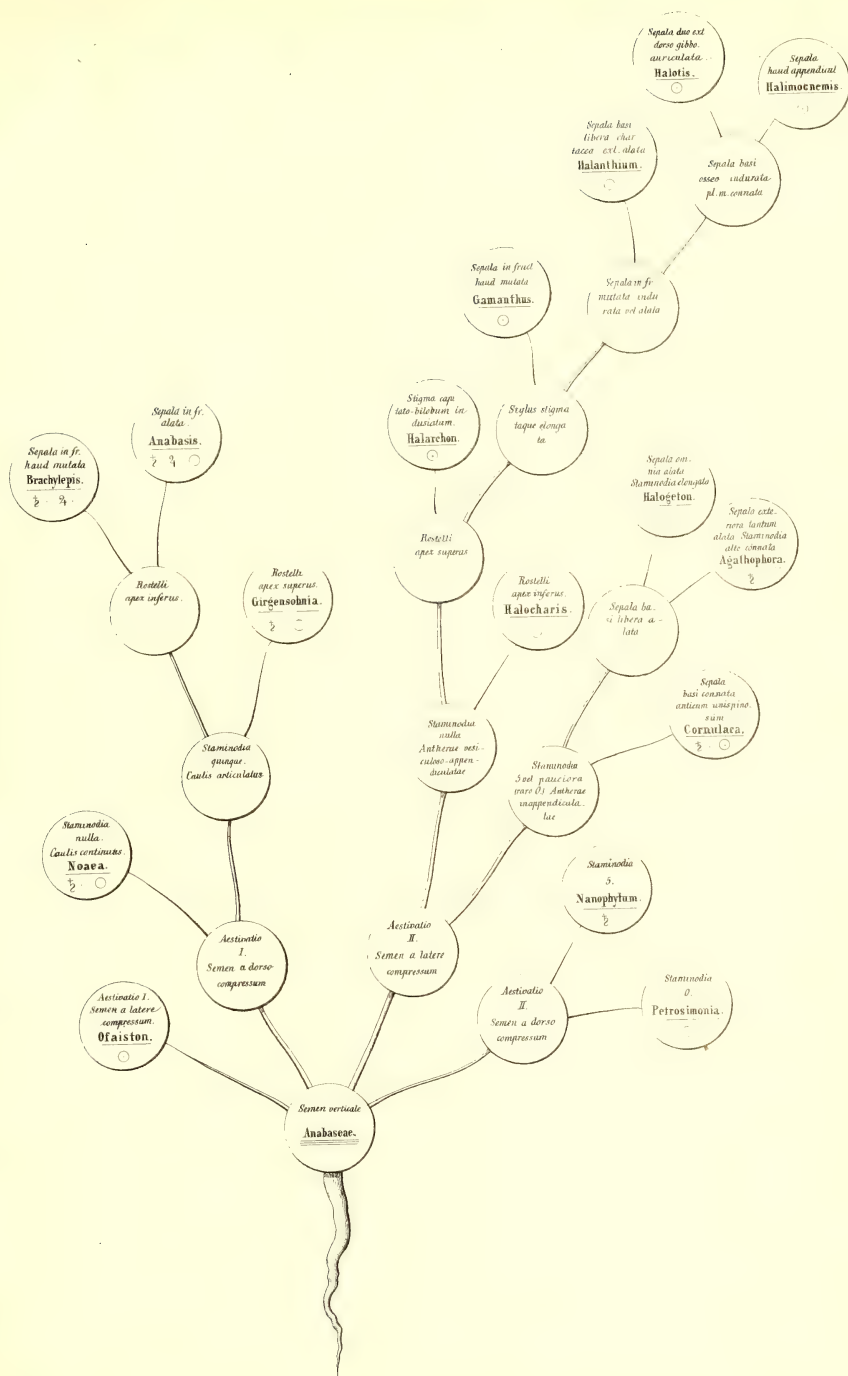 Sepala duo ext
dorso gibbo.
auriculata
Halotis.
Sepala
haud appendicul
Halimocnemis.
Sepala basi
libera char
tacea ext. alata
Halanthium.
Sepala basi
osseo indurata
pl. m. connata
Sepala in fruct
haud mutata
Gamanthus.
Sepala in fr
mutata indu
rata vel alata
Stigma capi
tato-bilobum in
dusiatum.
Halarchon.
Stylus stigma
taque elonga
ta
Sepala in fr.
alata.
Anabasis.
Sepala in fr.
haud mutata
Brachylepis.
Sepala om.
nia alata
Staminodia elongato
Halogeton.
Sepala exte-
riora tantum
alata Staminodia
alte connata
Agathophora.
Rostelli
apex superus
Rostelli
apex inferus.
Rostelli
apex superus.
Girgensohnia.
Rostelli
apex inferus.
Halocharis.
Sepala ba..
si libera a-
lata
Sepala
basi connata
anticum unispino
sum
Cornulaca.
Staminodia
quinque.
Caulis articulatus
Staminodia
nulla
Antherae vesi-
culoso-appen-
diculatae
Staminodia
5 vel pauciora
(raro O.) Antherae
inappendicula..
tae
Staminodia
nulla.
Caulis continuus.
Noaea.
Staminodia
5.
Nanophytum.
Aestivatio
I.
Semen a dorso
compressum
Aestivatio
II.
Semen a latere
compressum
Aestivatio I.
Semen a latere
compressum.
Ofaiston.
Aestivatio
II.
Semen a dorso
compressum
Staminodia
O.
Petrosimonia.
Semen verticale
Anabaseae.